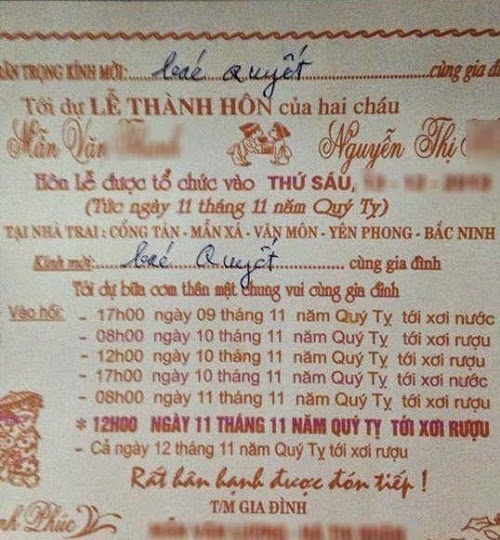 TRÂN TRỌNG KÍNH MỜI: bác Quyết cùng gia đì
Tới dự LỄ THÀNH HÔN của hai cháu
Mẫn Văn Nguyễn Thị
Hôn Lễ được tổ chức vào THỨ SÁU,
(Tức ngày 11 tháng 11 năm Quý Tỵ)
TẠI NHÀ TRAI : CỔNG TÂN - MẪN XÁ - VĂN MÔN - YÊN PHONG - BẮC NINH
Kính mời: bác Quyết cùng gia đình
Tới dự bữa cơm thân mật chung vui cùng gia đình
Vào hồi: - 17h00 ngày 09 tháng 11 năm Quý Tỵ tới xơi nước
- 08h00 ngày 10 tháng 11 năm Quý Tỵ tới xơi rượu
- 12h00 ngày 10 tháng 11 năm Quý Tỵ tới xơi rượu
- 17h00 ngày 10 tháng 11 năm Quý Tỵ tới xơi nước
- 08h00 ngày 11 tháng 11 năm Quý Tỵ tới xơi rượu
* 12H00 NGÀY 11 THÁNG 11 NĂM QUÝ TỴ TỚI XƠI RƯỢU
- Cả ngày 12 tháng 11 năm Quý Tỵ tới xơi rượu
Rất hân hạnh được đón tiếp !
T/M GIA ĐÌNH
nh Phúc